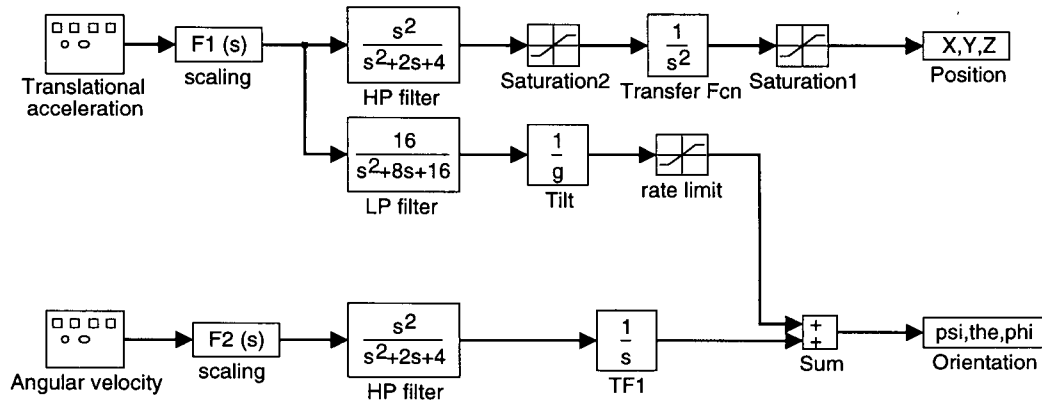 F1 (s)
s2
s2+2s+4
1
s2
X,Y,Z
Translational
acceleration
scaling
HP filter
Saturation2
Transfer Fcn
Saturation1
Position
16
s2+8s+16
1
g
LP filter
Tilt
rate limit
F2 (s)
s2
s2+2s+4
1
s
+
+
psi,the,phi
Angular velocity
scaling
HP filter
TF1
Sum
Orientation